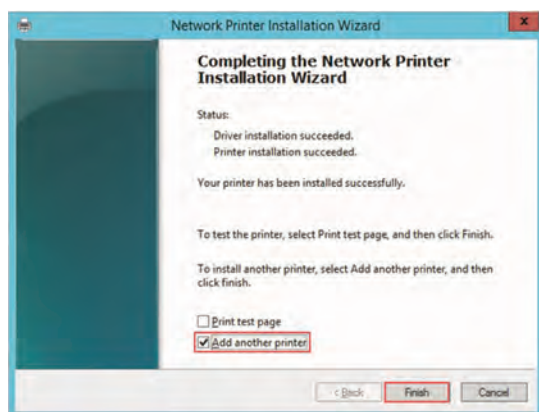 Network Printer Installation Wizard
x
Completing the Network Printer
Installation Wizard
Status:
Driver installation succeeded.
Printer installation succeeded.
Your printer has been installed successfully.
To test the printer, select Print test page, and then click Finish.
To install another printer, select Add another printer, and then
click finish.
Print test page
Add another printer
< Back Finish Cancel